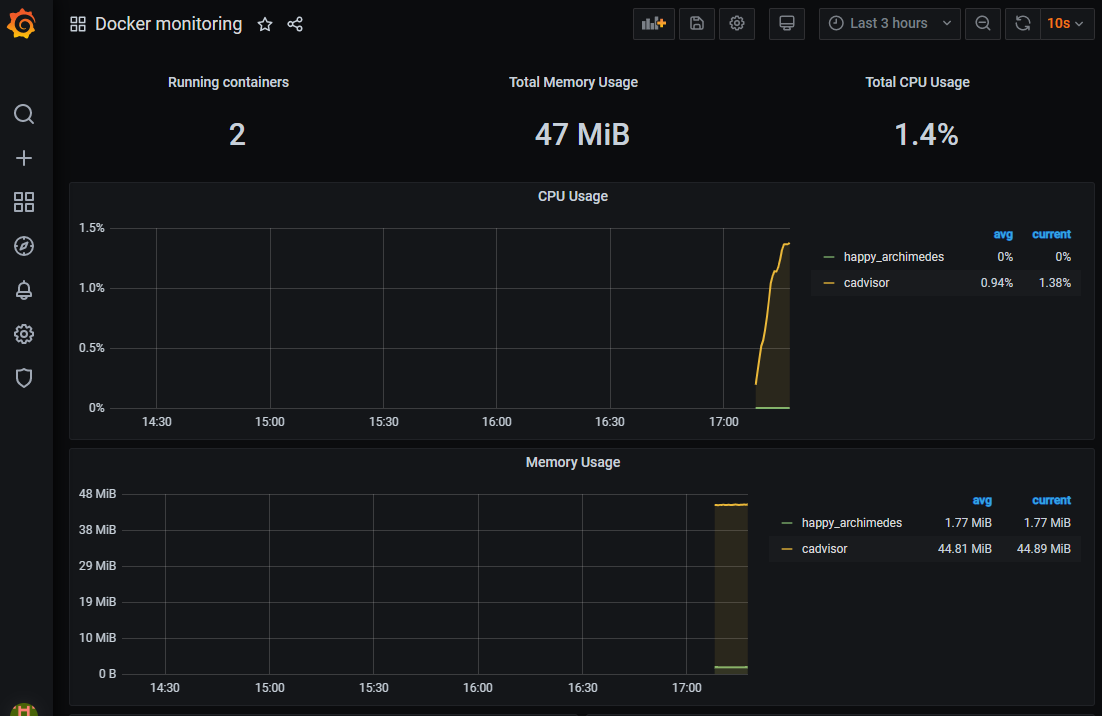 Docker monitoring
Last 3 hours
10s
Running containers
Total Memory Usage
Total CPU Usage
2
47 MiB
1.4%
CPU Usage
1.5%
1.0%
0.5%
0%
14:30
15:00
15:30
16:00
16:30
17:00
avg current
happy_archimedes 0% 0%
cadvisor 0.94% 1.38%
Memory Usage
48 MiB
38 MiB
29 MiB
19 MiB
10 MiB
0 B
14:30
15:00
15:30
16:00
16:30
17:00
avg current
happy_archimedes 1.77 MiB 1.77 MiB
cadvisor 44.81 MiB 44.89 MiB